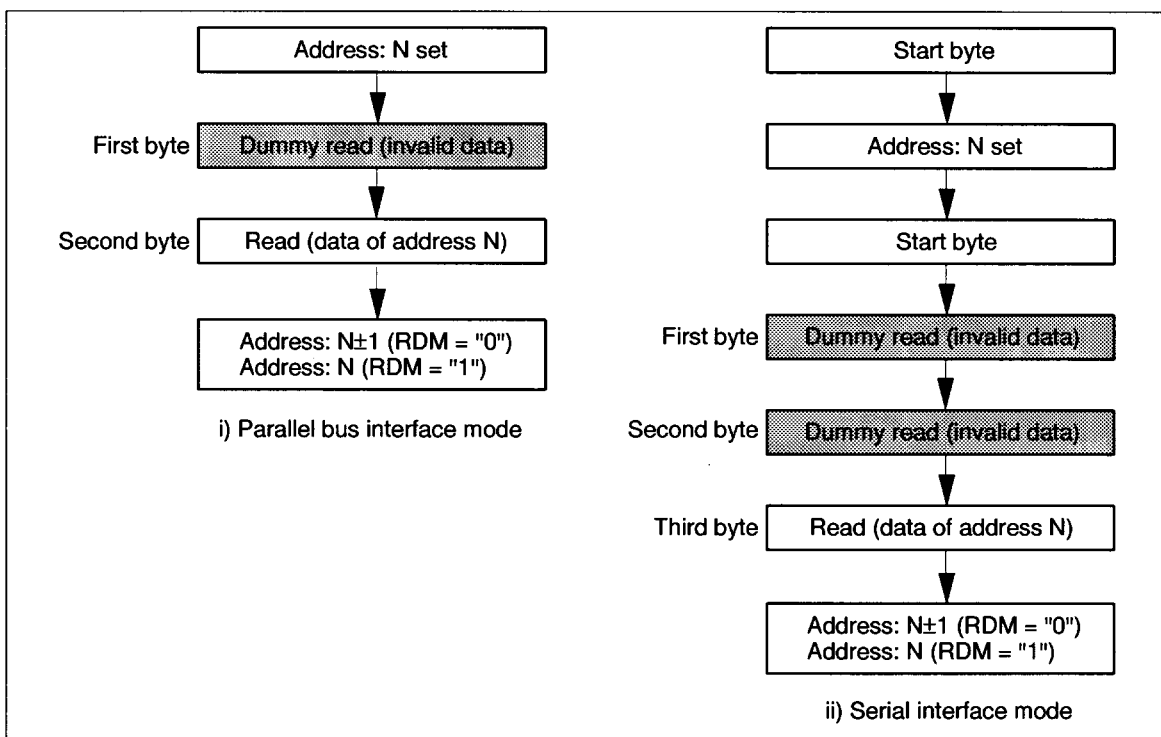 Address: N set
First byte
Dummy read (invalid data)
Second byte
Read (data of address N)
Address: N±1 (RDM = "0")
Address: N (RDM = "1")
i) Parallel bus interface mode
Start byte
Address: N set
Start byte
First byte
Dummy read (invalid data)
Second byte
Dummy read (invalid data)
Third byte
Read (data of address N)
Address: N±1 (RDM = "0")
Address: N (RDM = "1")
ii) Serial interface mode